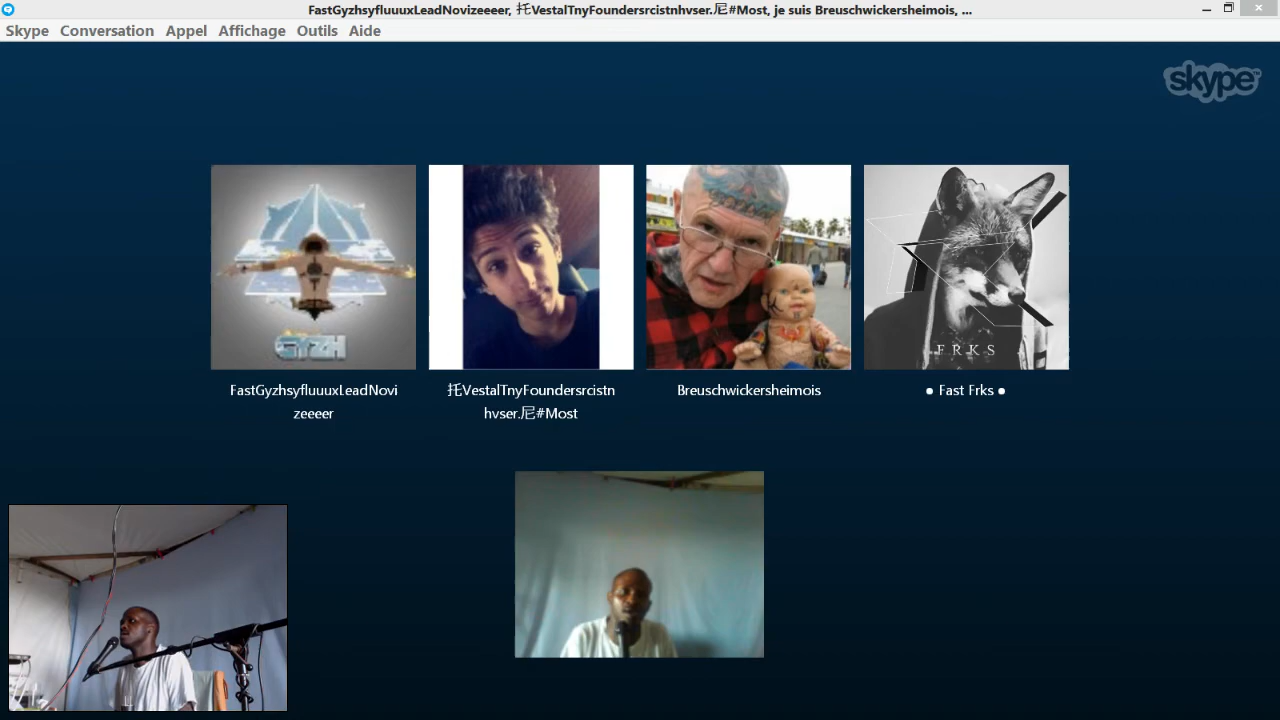 FastGyzhsyfluuuxLeadNovizeeeer, 托VestalTnyFoundersrcistnhvser.尼#Most, je suis Breuschwickersheimois, ...
Skype Conversation Appel Affichage Outils Aide
skype™
GYZH
FRKS
FastGyzhsyfluuuxLeadNovi
zeeeer
托VestalTnyFoundersrcistn
hvser.尼#Most
Breuschwickersheimois
● Fast Frks ●